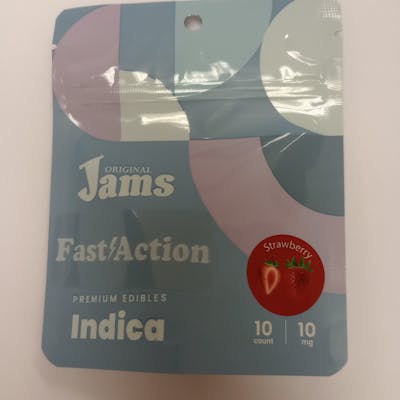 ORIGINAL
Jams
Fast Action
Strawberry
PREMIUM EDIBLES
Indica
10 10
count mg